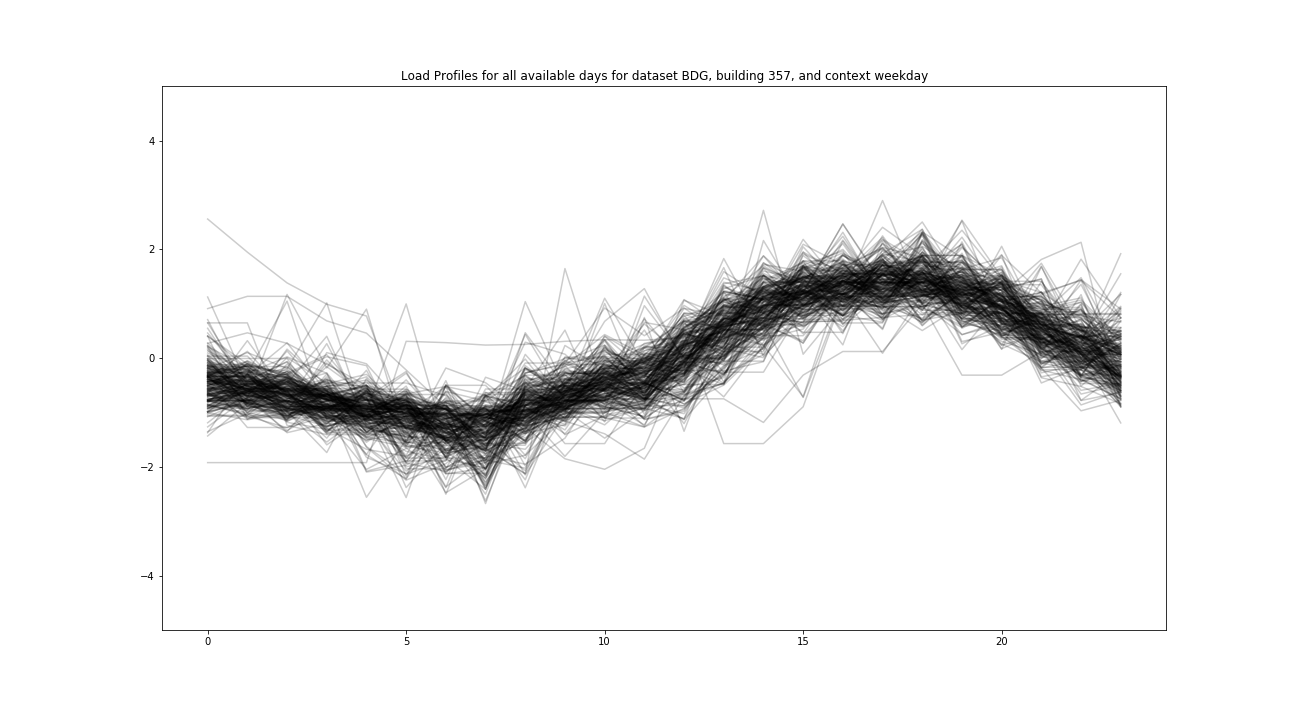 Load Profiles for all available days for dataset BDG, building 357, and context weekday
4
2
0
−2
−4
0 5 10 15 20